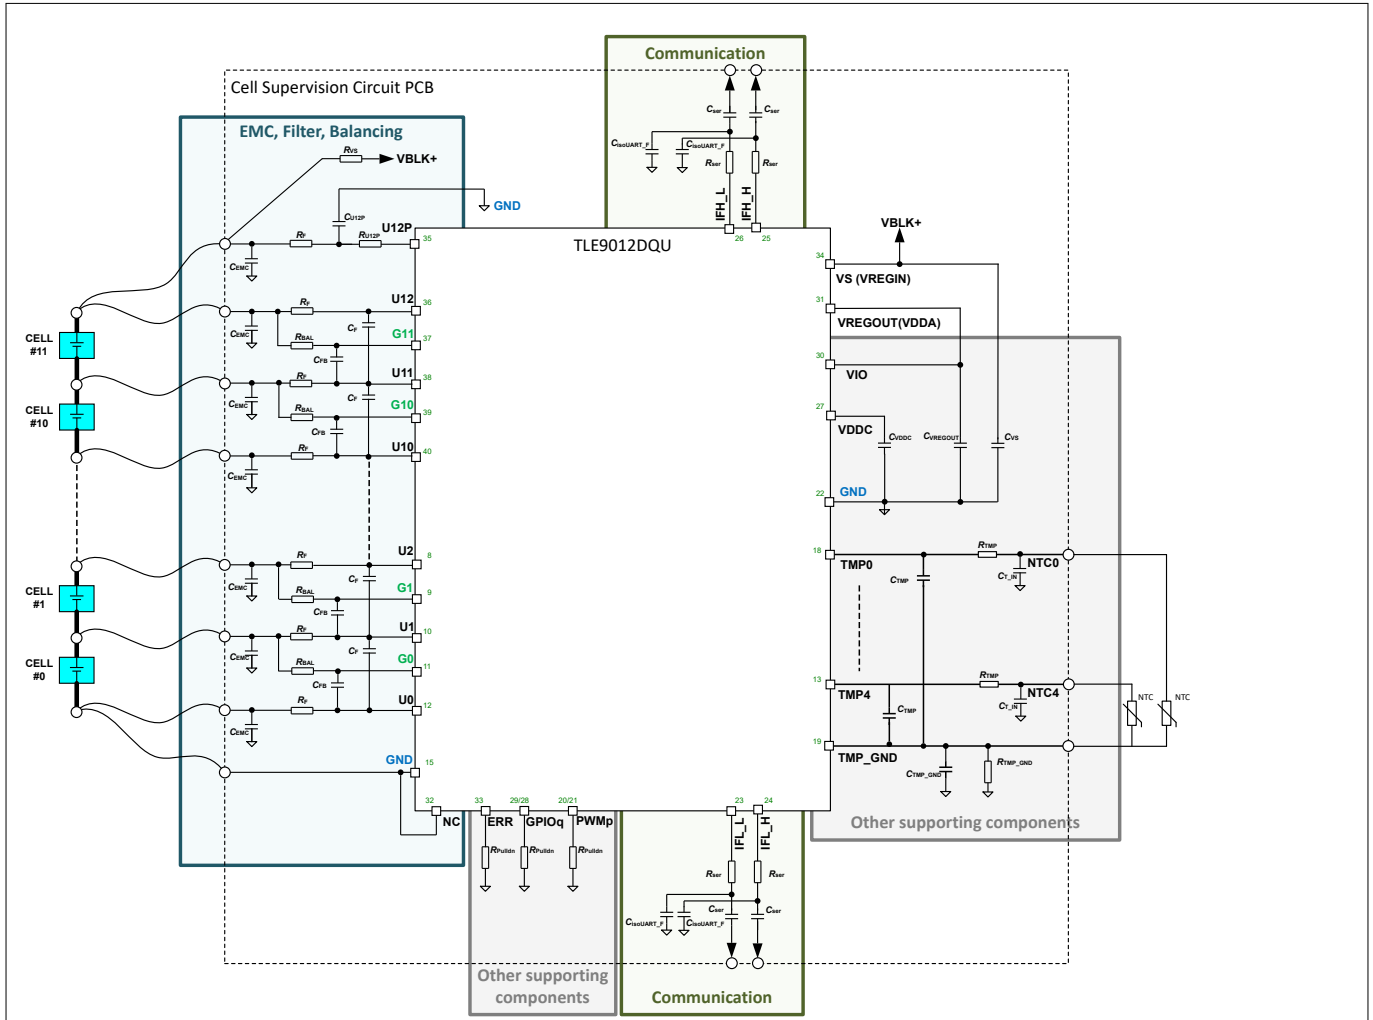 Communication
Cell Supervision Circuit PCB
Cser
Cser
EMC, Filter, Balancing
CisoUART_F
CisoUART_F
RVS
VBLK+
Rser
Rser
IFH_L
IFH_H
GND
CU12P
U12P
VBLK+
RF
RU12P
35
26
25
TLE9012DQU
34
CEMC
VS (VREGIN)
RF
U12
36
31
CEMC
CF
VREGOUT(VDDA)
CELL
#11
RBAL
G11
37
CFB
30
VIO
RF
U11
38
CEMC
CF
CELL
#10
RBAL
G10
39
27
VDDC
CFB
CVDDC
CVREGOUT
CVS
RF
U10
40
CEMC
22
GND
RF
U2
8
18
TMP0
RTMP
NTC0
CEMC
CF
CTMP
CT_IN
CELL
#1
RBAL
G1
9
CFB
RF
U1
10
CEMC
CF
CELL
#0
RBAL
G0
11
13
TMP4
RTMP
NTC4
CFB
NTC
NTC
RF
U0
12
CTMP
CT_IN
CEMC
19
TMP_GND
GND
15
CTMP_GND
RTMP_GND
32
33
29/28
20/21
23
24
NC
ERR
GPIOq
PWMp
IFL_L
IFL_H
Other supporting components
RPulldn
RPulldn
RPulldn
Rser
Rser
CisoUART_F
CisoUART_F
Cser
Cser
Other supporting
components
Communication